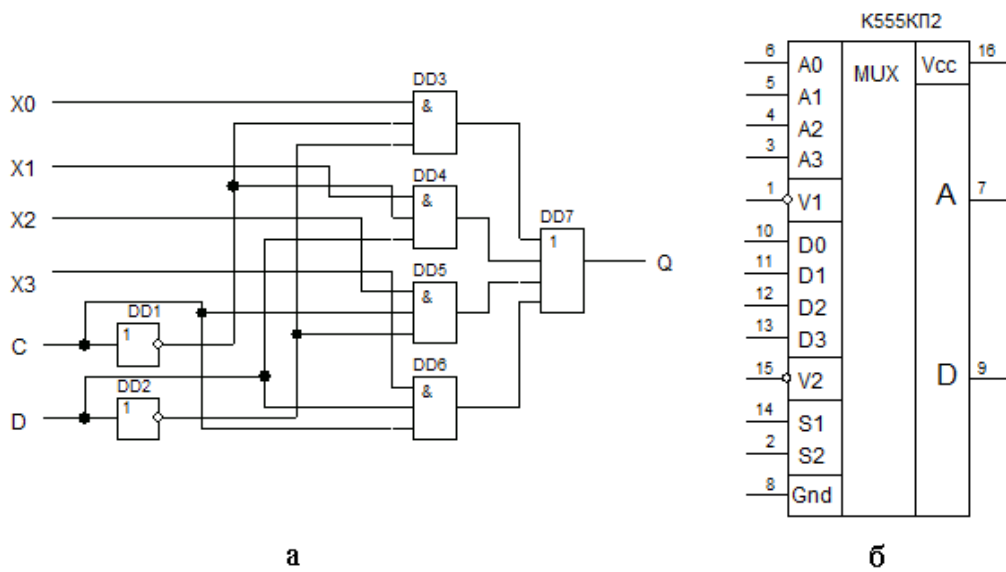 X0
X1
X2
X3
C
D
DD1
1
DD2
1
DD3
&
DD4
&
DD5
&
DD6
&
DD7
1
Q
а
К555КП2
6 A0
5 A1
4 A2
3 A3
1 V1
10 D0
11 D1
12 D2
13 D3
15 V2
14 S1
2 S2
8 Gnd
MUX
Vcc 16
A 7
D 9
б